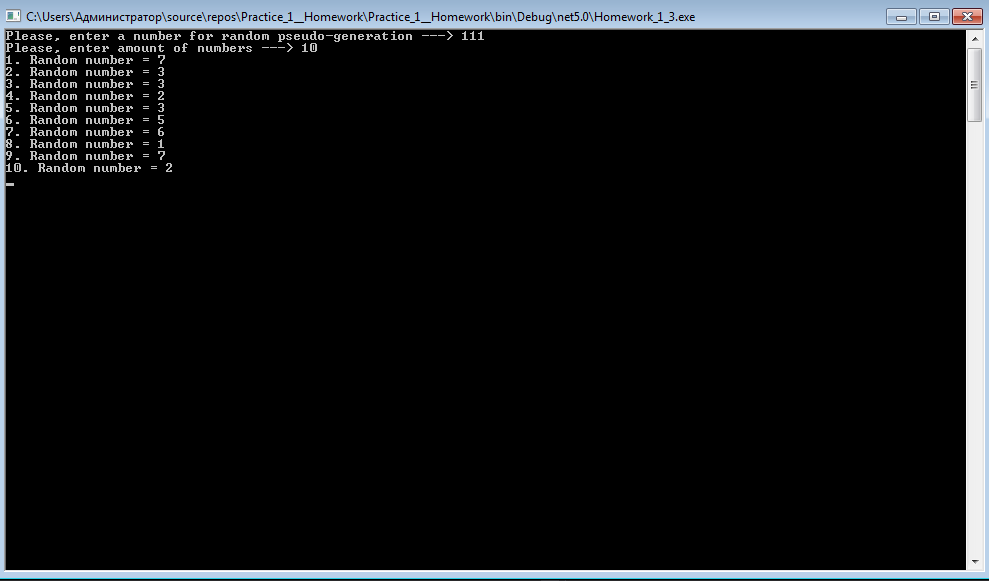 C:\Users\Администратор\source\repos\Practice_1__Homework\Practice_1__Homework\bin\Debug\net5.0\Homework_1_3.exe
Please, enter a number for random pseudo-generation ---> 111
Please, enter amount of numbers ---> 10
1. Random number = 7
2. Random number = 3
3. Random number = 3
4. Random number = 2
5. Random number = 3
6. Random number = 5
7. Random number = 6
8. Random number = 1
9. Random number = 7
10. Random number = 2